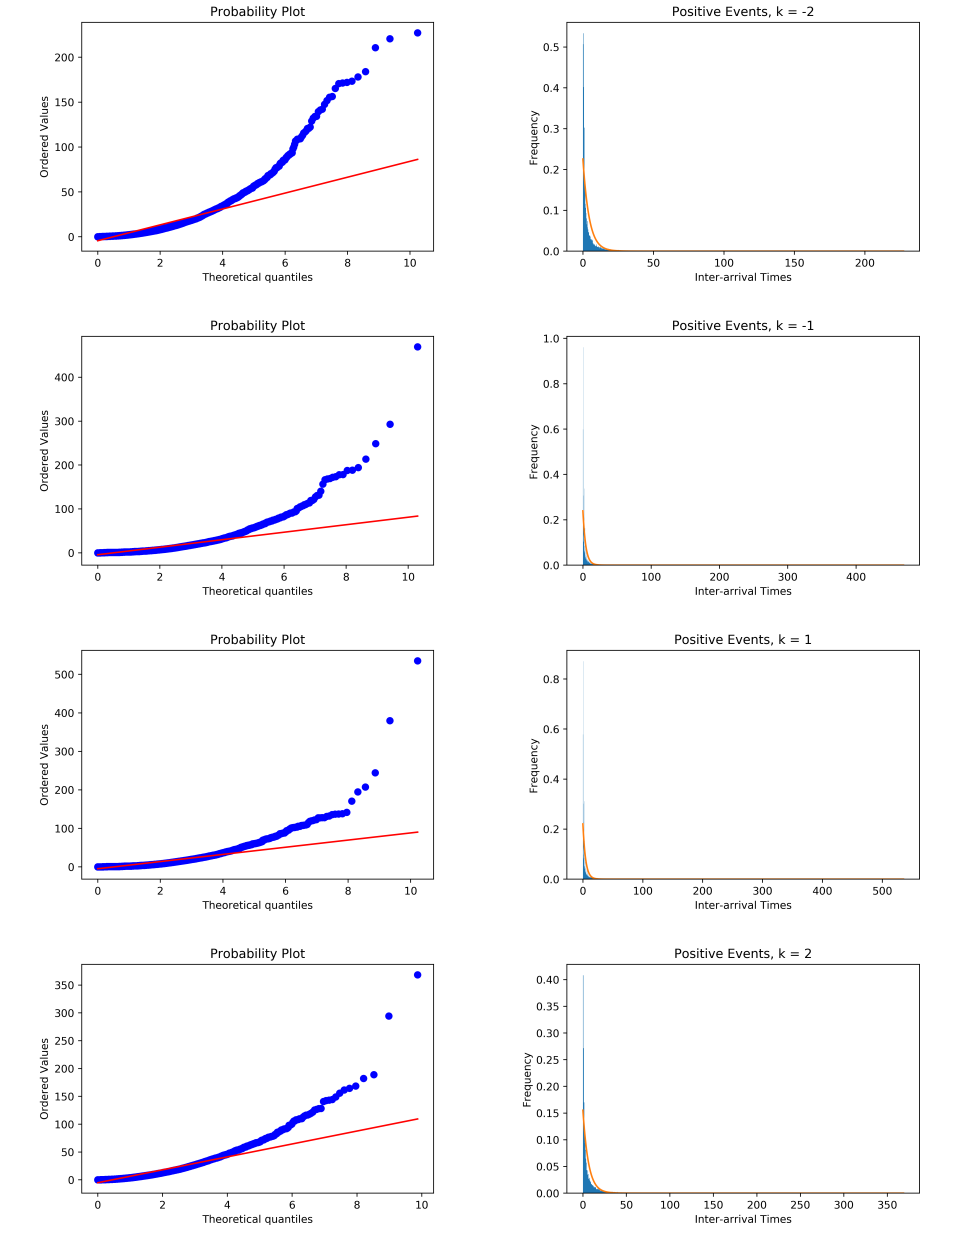 Probability Plot
Ordered Values
200
150
100
50
0
0 2 4 6 8 10
Theoretical quantiles
Positive Events, k = -2
Frequency
0.5
0.4
0.3
0.2
0.1
0.0
0 50 100 150 200
Inter-arrival Times
Probability Plot
Ordered Values
400
300
200
100
0
0 2 4 6 8 10
Theoretical quantiles
Positive Events, k = -1
Frequency
1.0
0.8
0.6
0.4
0.2
0.0
0 100 200 300 400
Inter-arrival Times
Probability Plot
Ordered Values
500
400
300
200
100
0
0 2 4 6 8 10
Theoretical quantiles
Positive Events, k = 1
Frequency
0.8
0.6
0.4
0.2
0.0
0 100 200 300 400 500
Inter-arrival Times
Probability Plot
Ordered Values
350
300
250
200
150
100
50
0
0 2 4 6 8 10
Theoretical quantiles
Positive Events, k = 2
Frequency
0.40
0.35
0.30
0.25
0.20
0.15
0.10
0.05
0.00
0 50 100 150 200 250 300 350
Inter-arrival Times